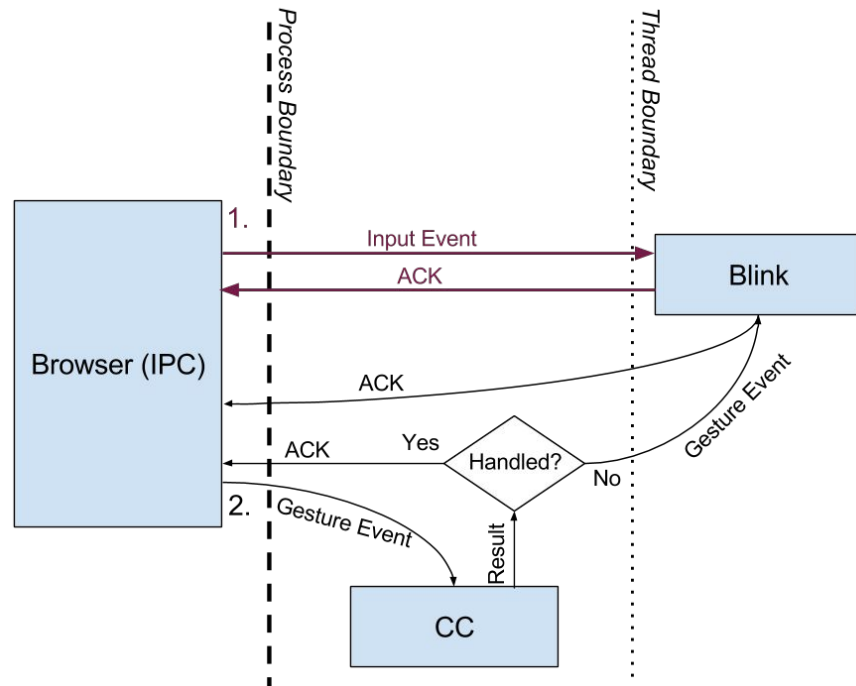 Process Boundary
Thread Boundary
1.
Input Event
ACK
Blink
Browser (IPC)
ACK
Gesture Event
ACK
Yes
Handled?
No
2.
Gesture Event
Result
CC